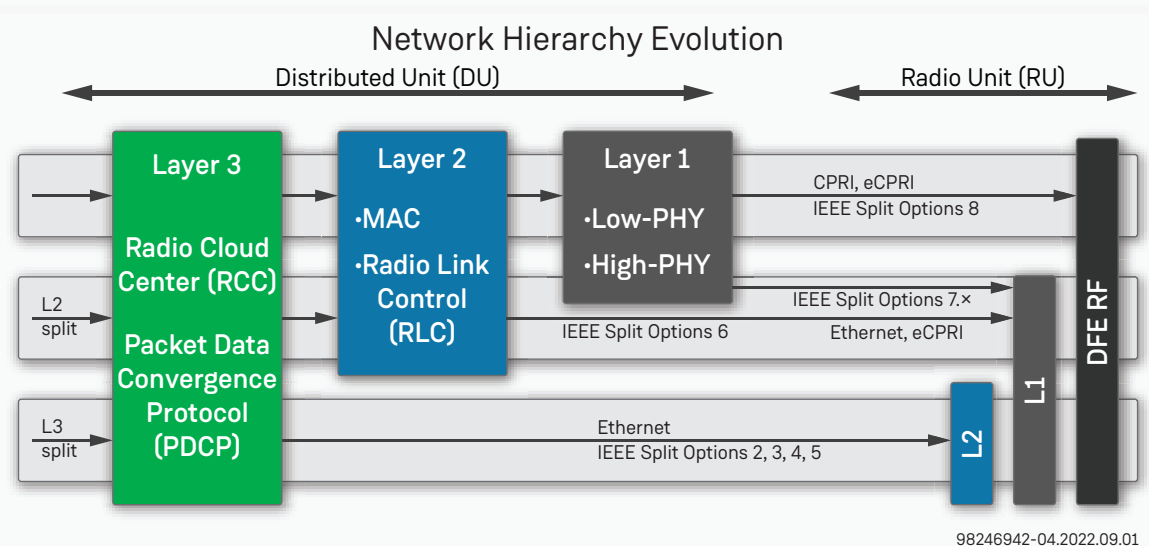 Network Hierarchy Evolution
Distributed Unit (DU)
Radio Unit (RU)
Layer 3
Radio Cloud
Center (RCC)
Packet Data
Convergence
Protocol
(PDCP)
Layer 2
·MAC
·Radio Link
Control
(RLC)
Layer 1
·Low-PHY
·High-PHY
CPRI, eCPRI
IEEE Split Options 8
L2
split
IEEE Split Options 7.×
IEEE Split Options 6
Ethernet, eCPRI
L3
split
Ethernet
IEEE Split Options 2, 3, 4, 5
L2
L1
DFE RF
98246942-04.2022.09.01